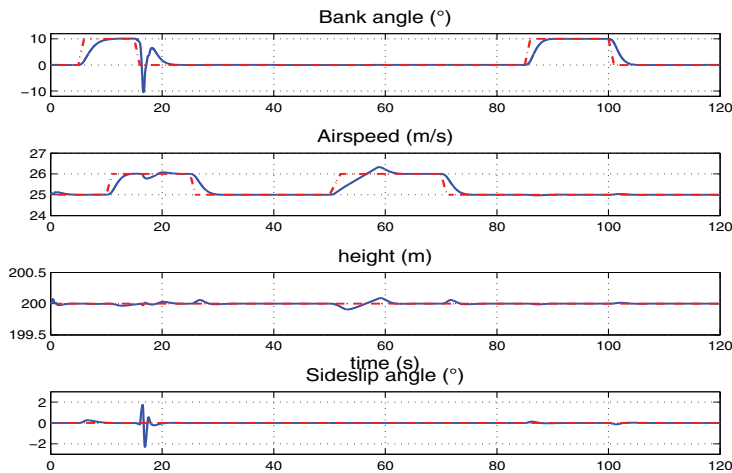 Bank angle (°)
10
0
−10
0 20 40 60 80 100 120
Airspeed (m/s)
27
26
25
24
0 20 40 60 80 100 120
height (m)
200.5
200
199.5
0 20 40 60 80 100 120
time (s)
Sideslip angle (°)
2
0
−2
0 20 40 60 80 100 120